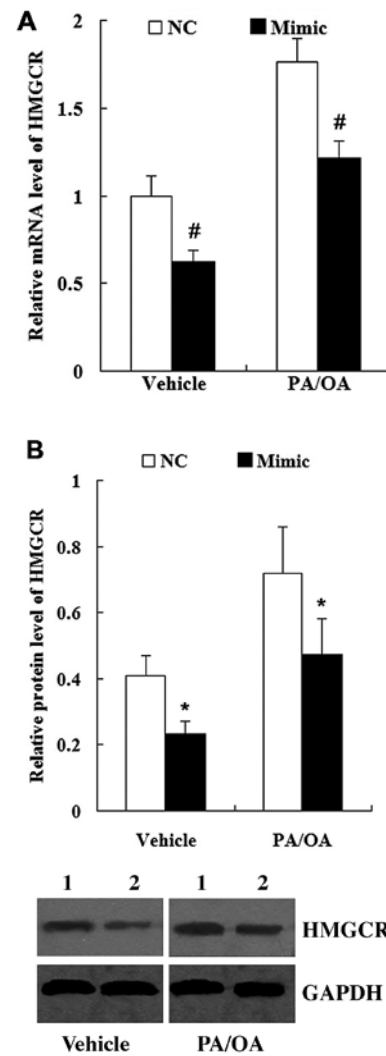 A
NC Mimic
Relative mRNA level of HMGCR
2
1.5
#
#
1
0.5
0
Vehicle PA/OA
B
NC Mimic
Relative protein level of HMGCR
1
0.8
*
0.6
0.4
*
0.2
0
Vehicle PA/OA
1 2 1 2
HMGCR
GAPDH
Vehicle PA/OA